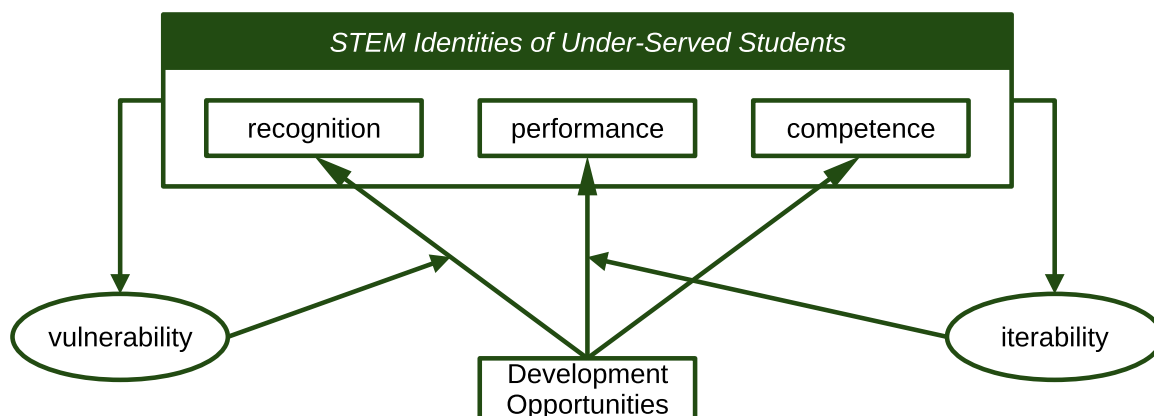 STEM Identities of Under-Served Students
recognition
performance
competence
vulnerability
iterability
Development
Opportunities